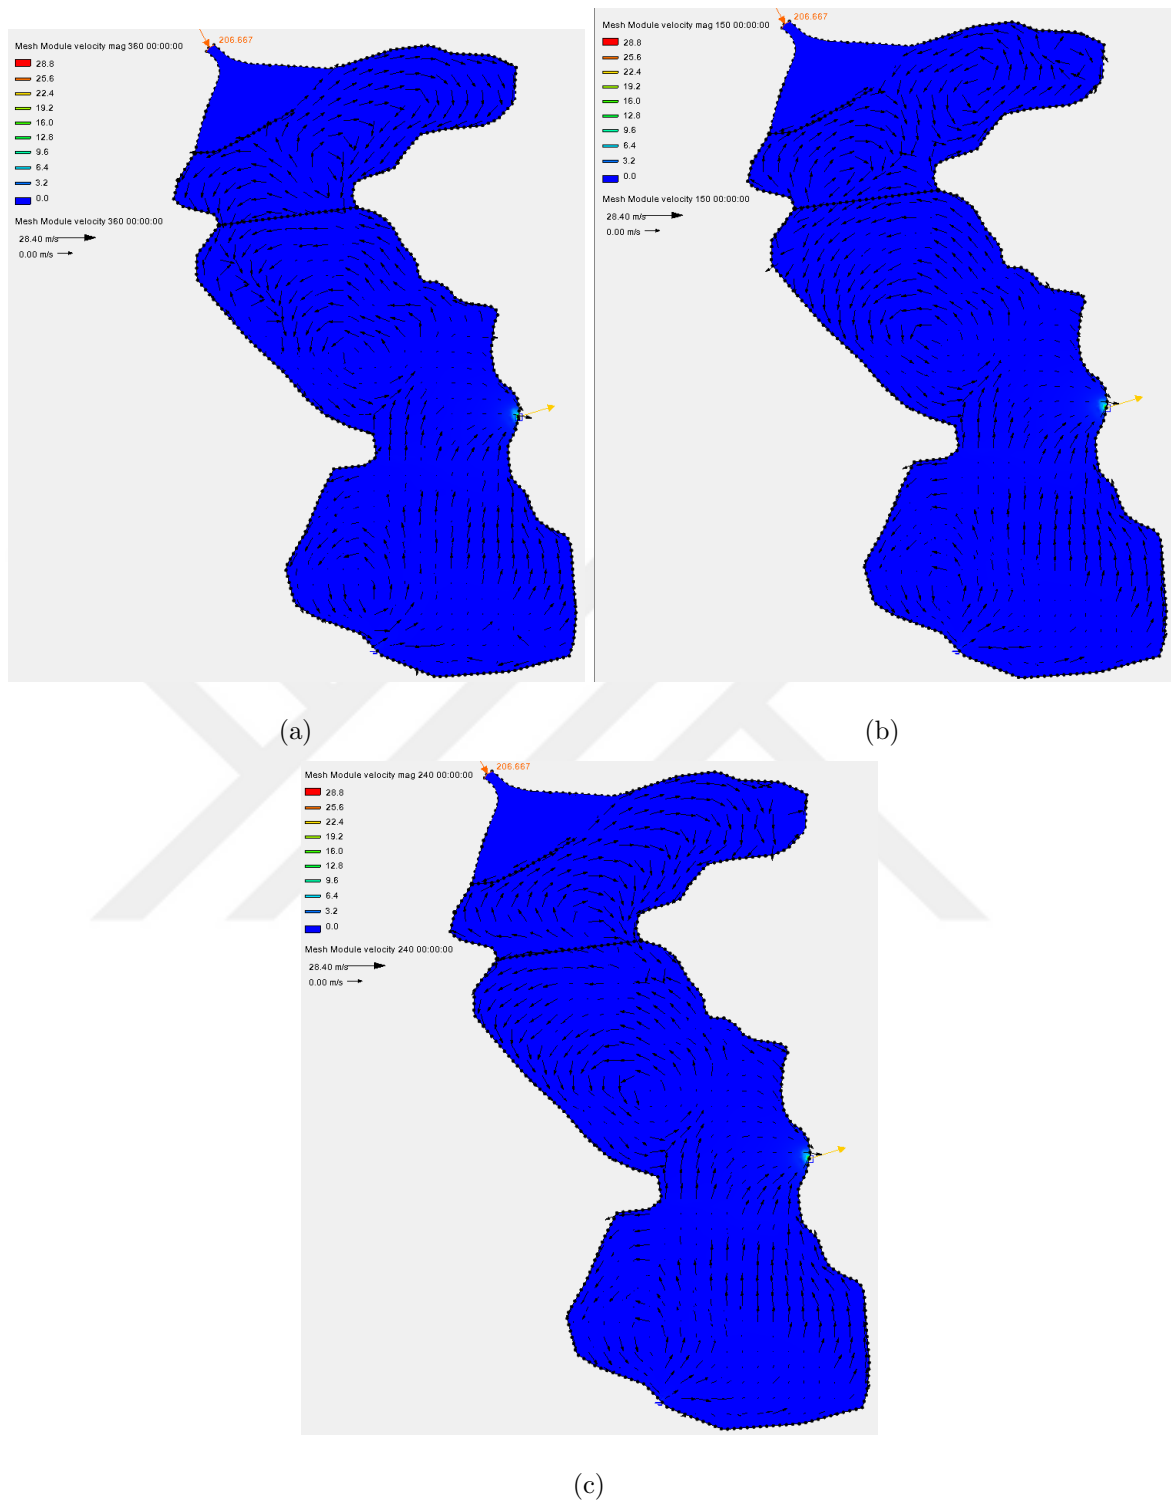 206.667
Mesh Module velocity mag 360 00:00:00
28.8
25.6
22.4
19.2
16.0
12.8
9.6
6.4
3.2
0.0
Mesh Module velocity 360 00:00:00
28.40 m/s
0.00 m/s
(a)
206.667
Mesh Module velocity mag 150 00:00:00
28.8
25.6
22.4
19.2
16.0
12.8
9.6
6.4
3.2
0.0
Mesh Module velocity 150 00:00:00
28.40 m/s
0.00 m/s
(b)
206.667
Mesh Module velocity mag 240 00:00:00
28.8
25.6
22.4
19.2
16.0
12.8
9.6
6.4
3.2
0.0
Mesh Module velocity 240 00:00:00
28.40 m/s
0.00 m/s
(c)